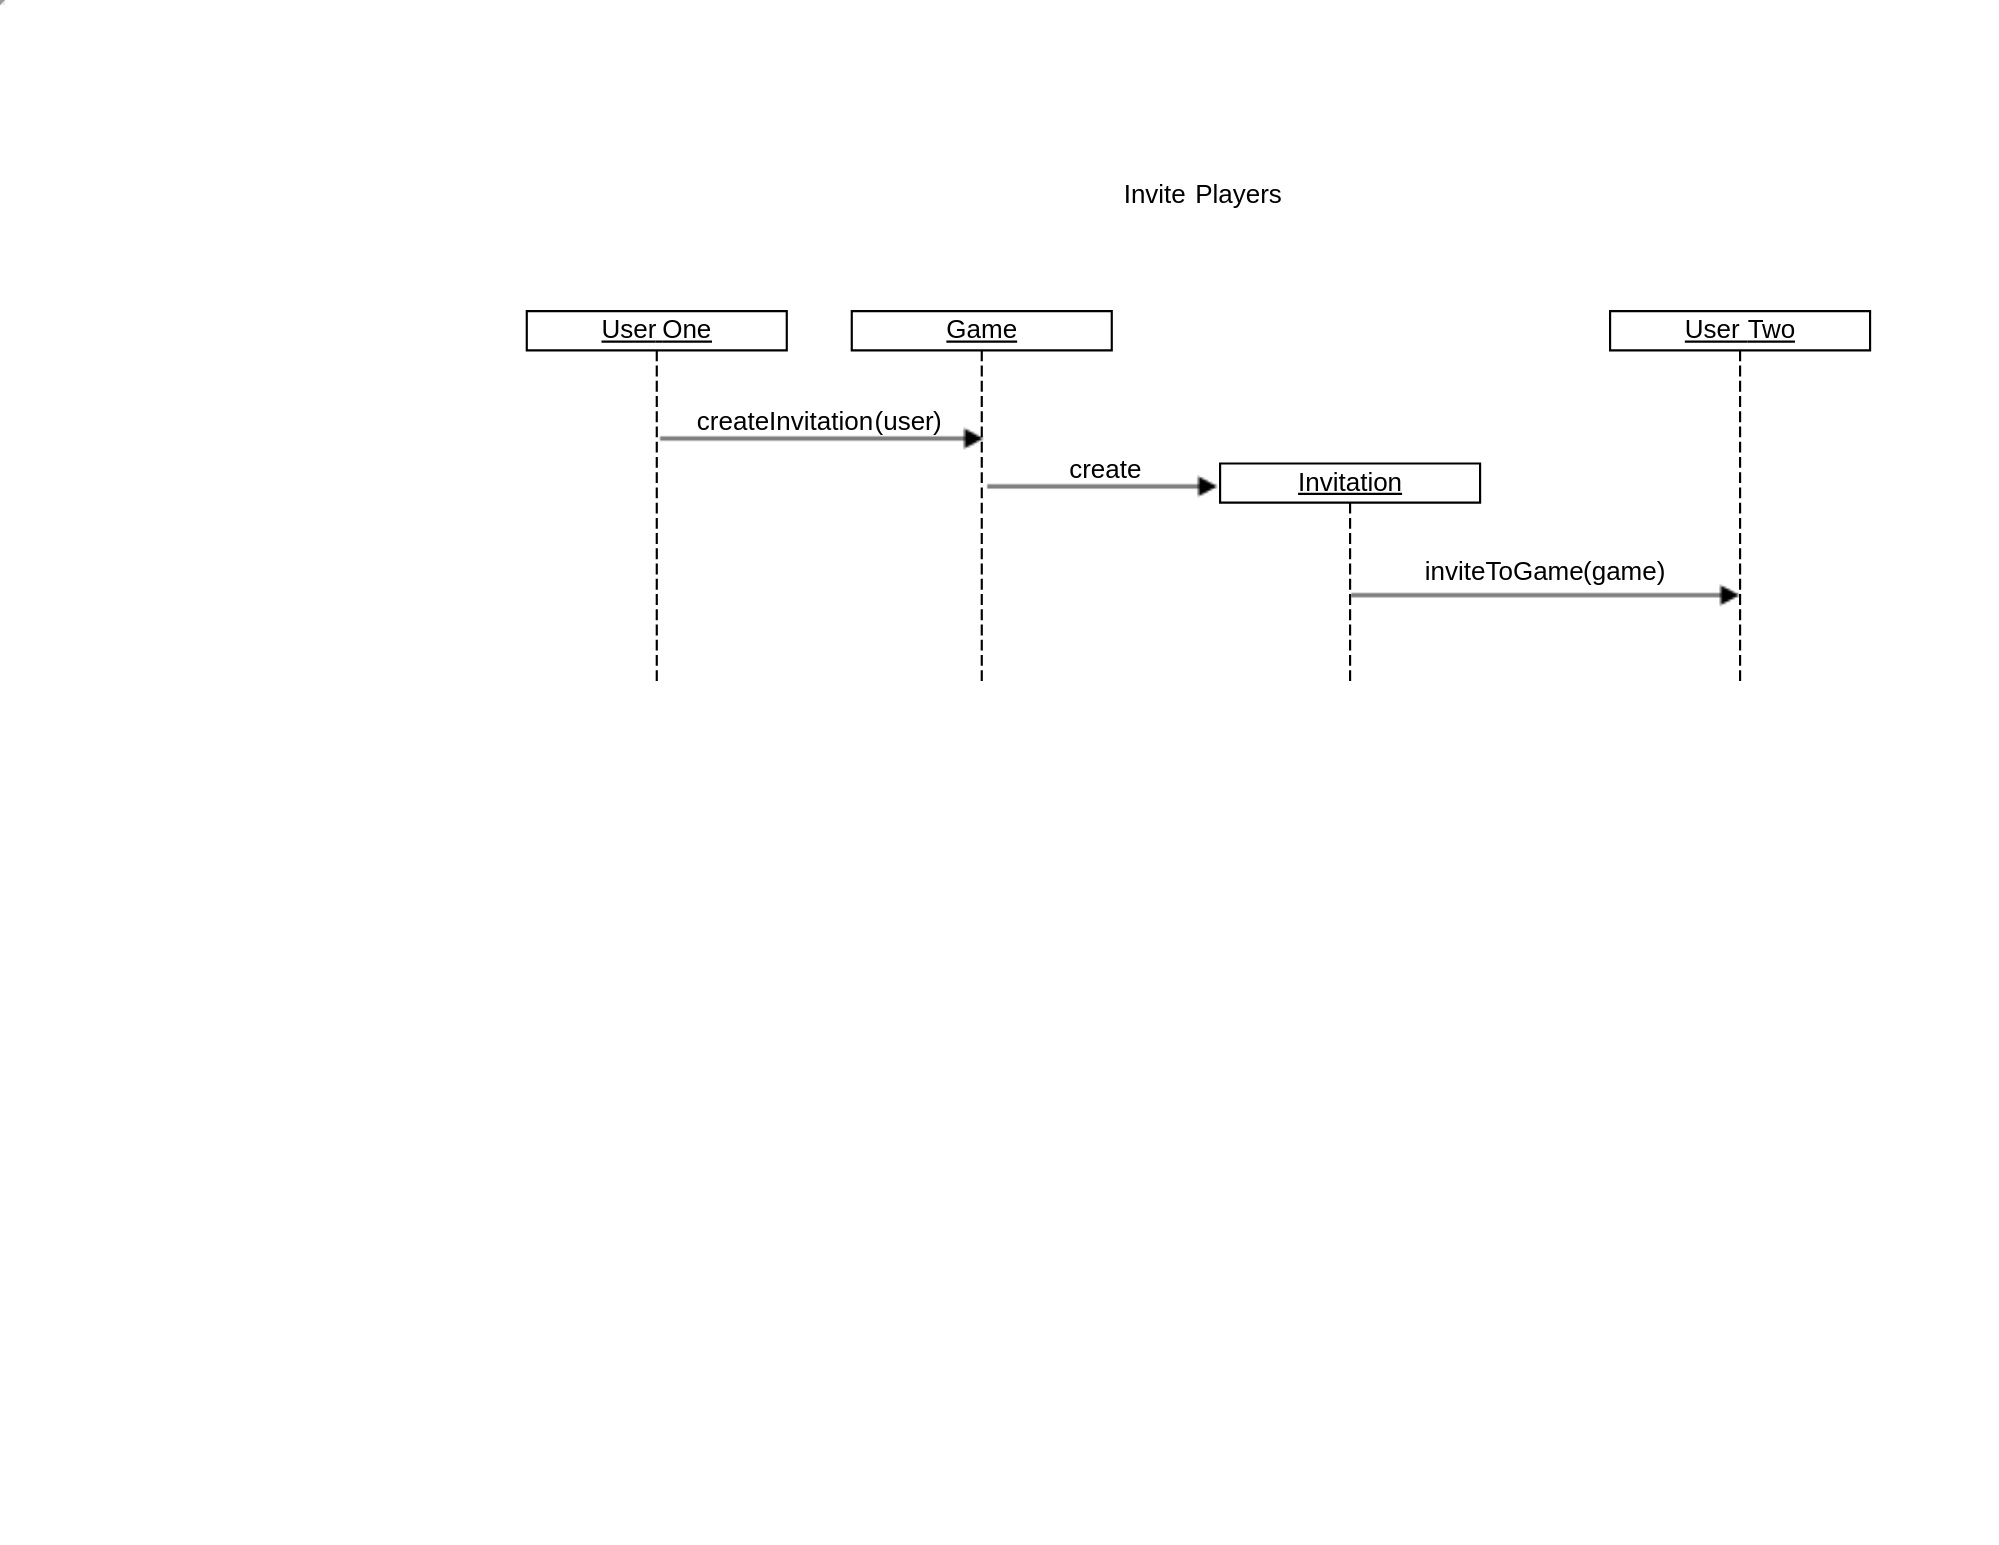 Invite Players
User One
Game
User Two
createInvitation(user)
create
Invitation
inviteToGame(game)